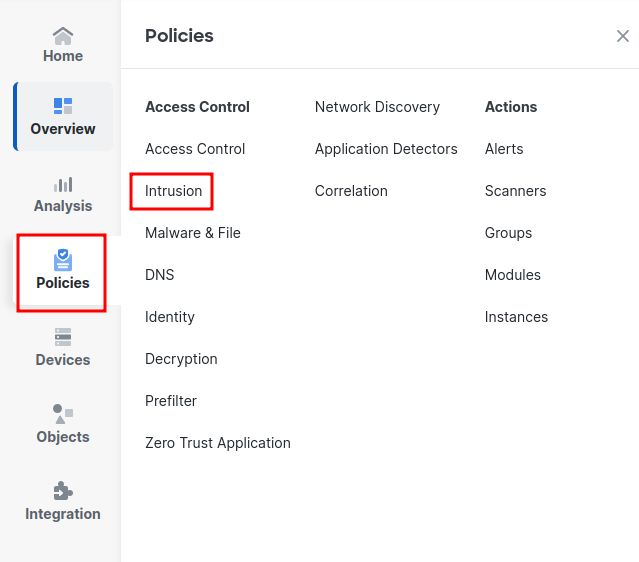 Home
Overview
Analysis
Policies
Devices
Objects
Integration
Policies
Access Control
Access Control
Intrusion
Malware & File
DNS
Identity
Decryption
Prefilter
Zero Trust Application
Network Discovery
Application Detectors
Correlation
Actions
Alerts
Scanners
Groups
Modules
Instances